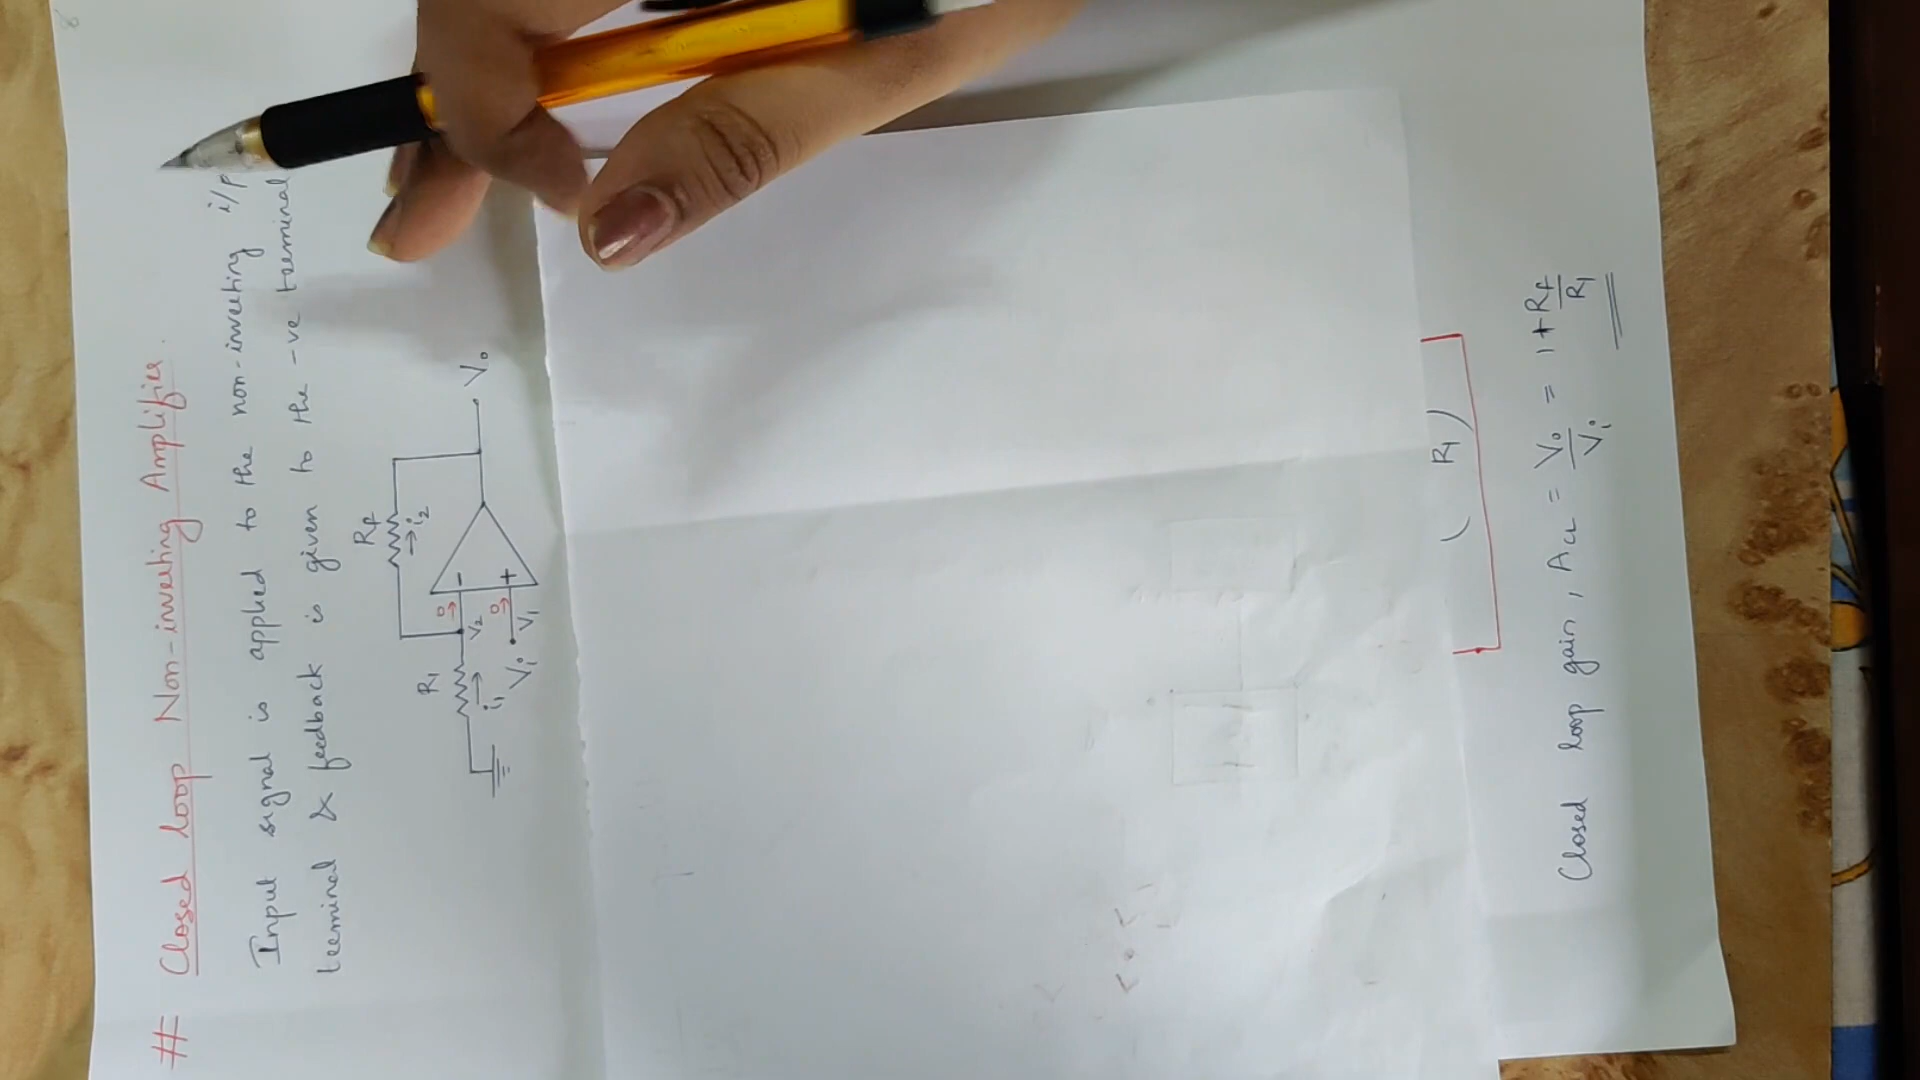 # Closed loop Non-inverting Amplifier.
Input signal is applied to the non-inverting i/p
terminal & feedback is given to the -ve terminal
Rf
→ i2
R1
→ i1
V2
0 →
-
+
0 →
V1
Vi
Vo
( R1 )
Closed loop gain, ACL = Vo/Vi = 1 + Rf/R1